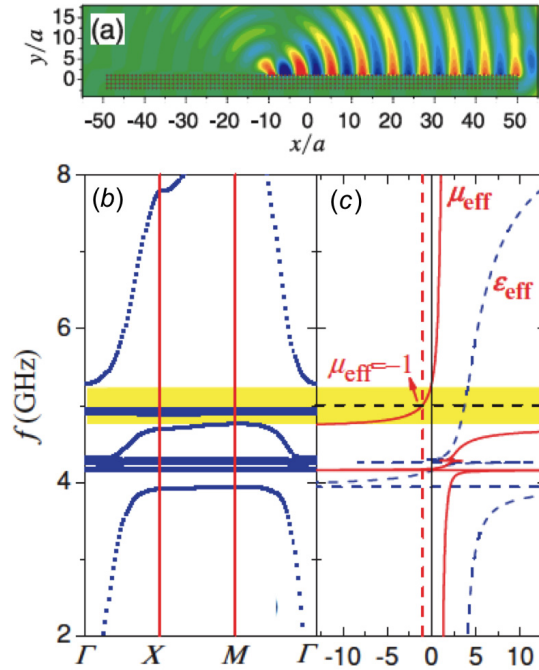 (a)
y/a
15
10
5
0
-50 -40 -30 -20 -10 0 10 20 30 40 50
x/a
8
6
4
2
f (GHz)
(b)
(c)
μeff
εeff
μeff=-1
Γ X M Γ
-10 -5 0 5 10